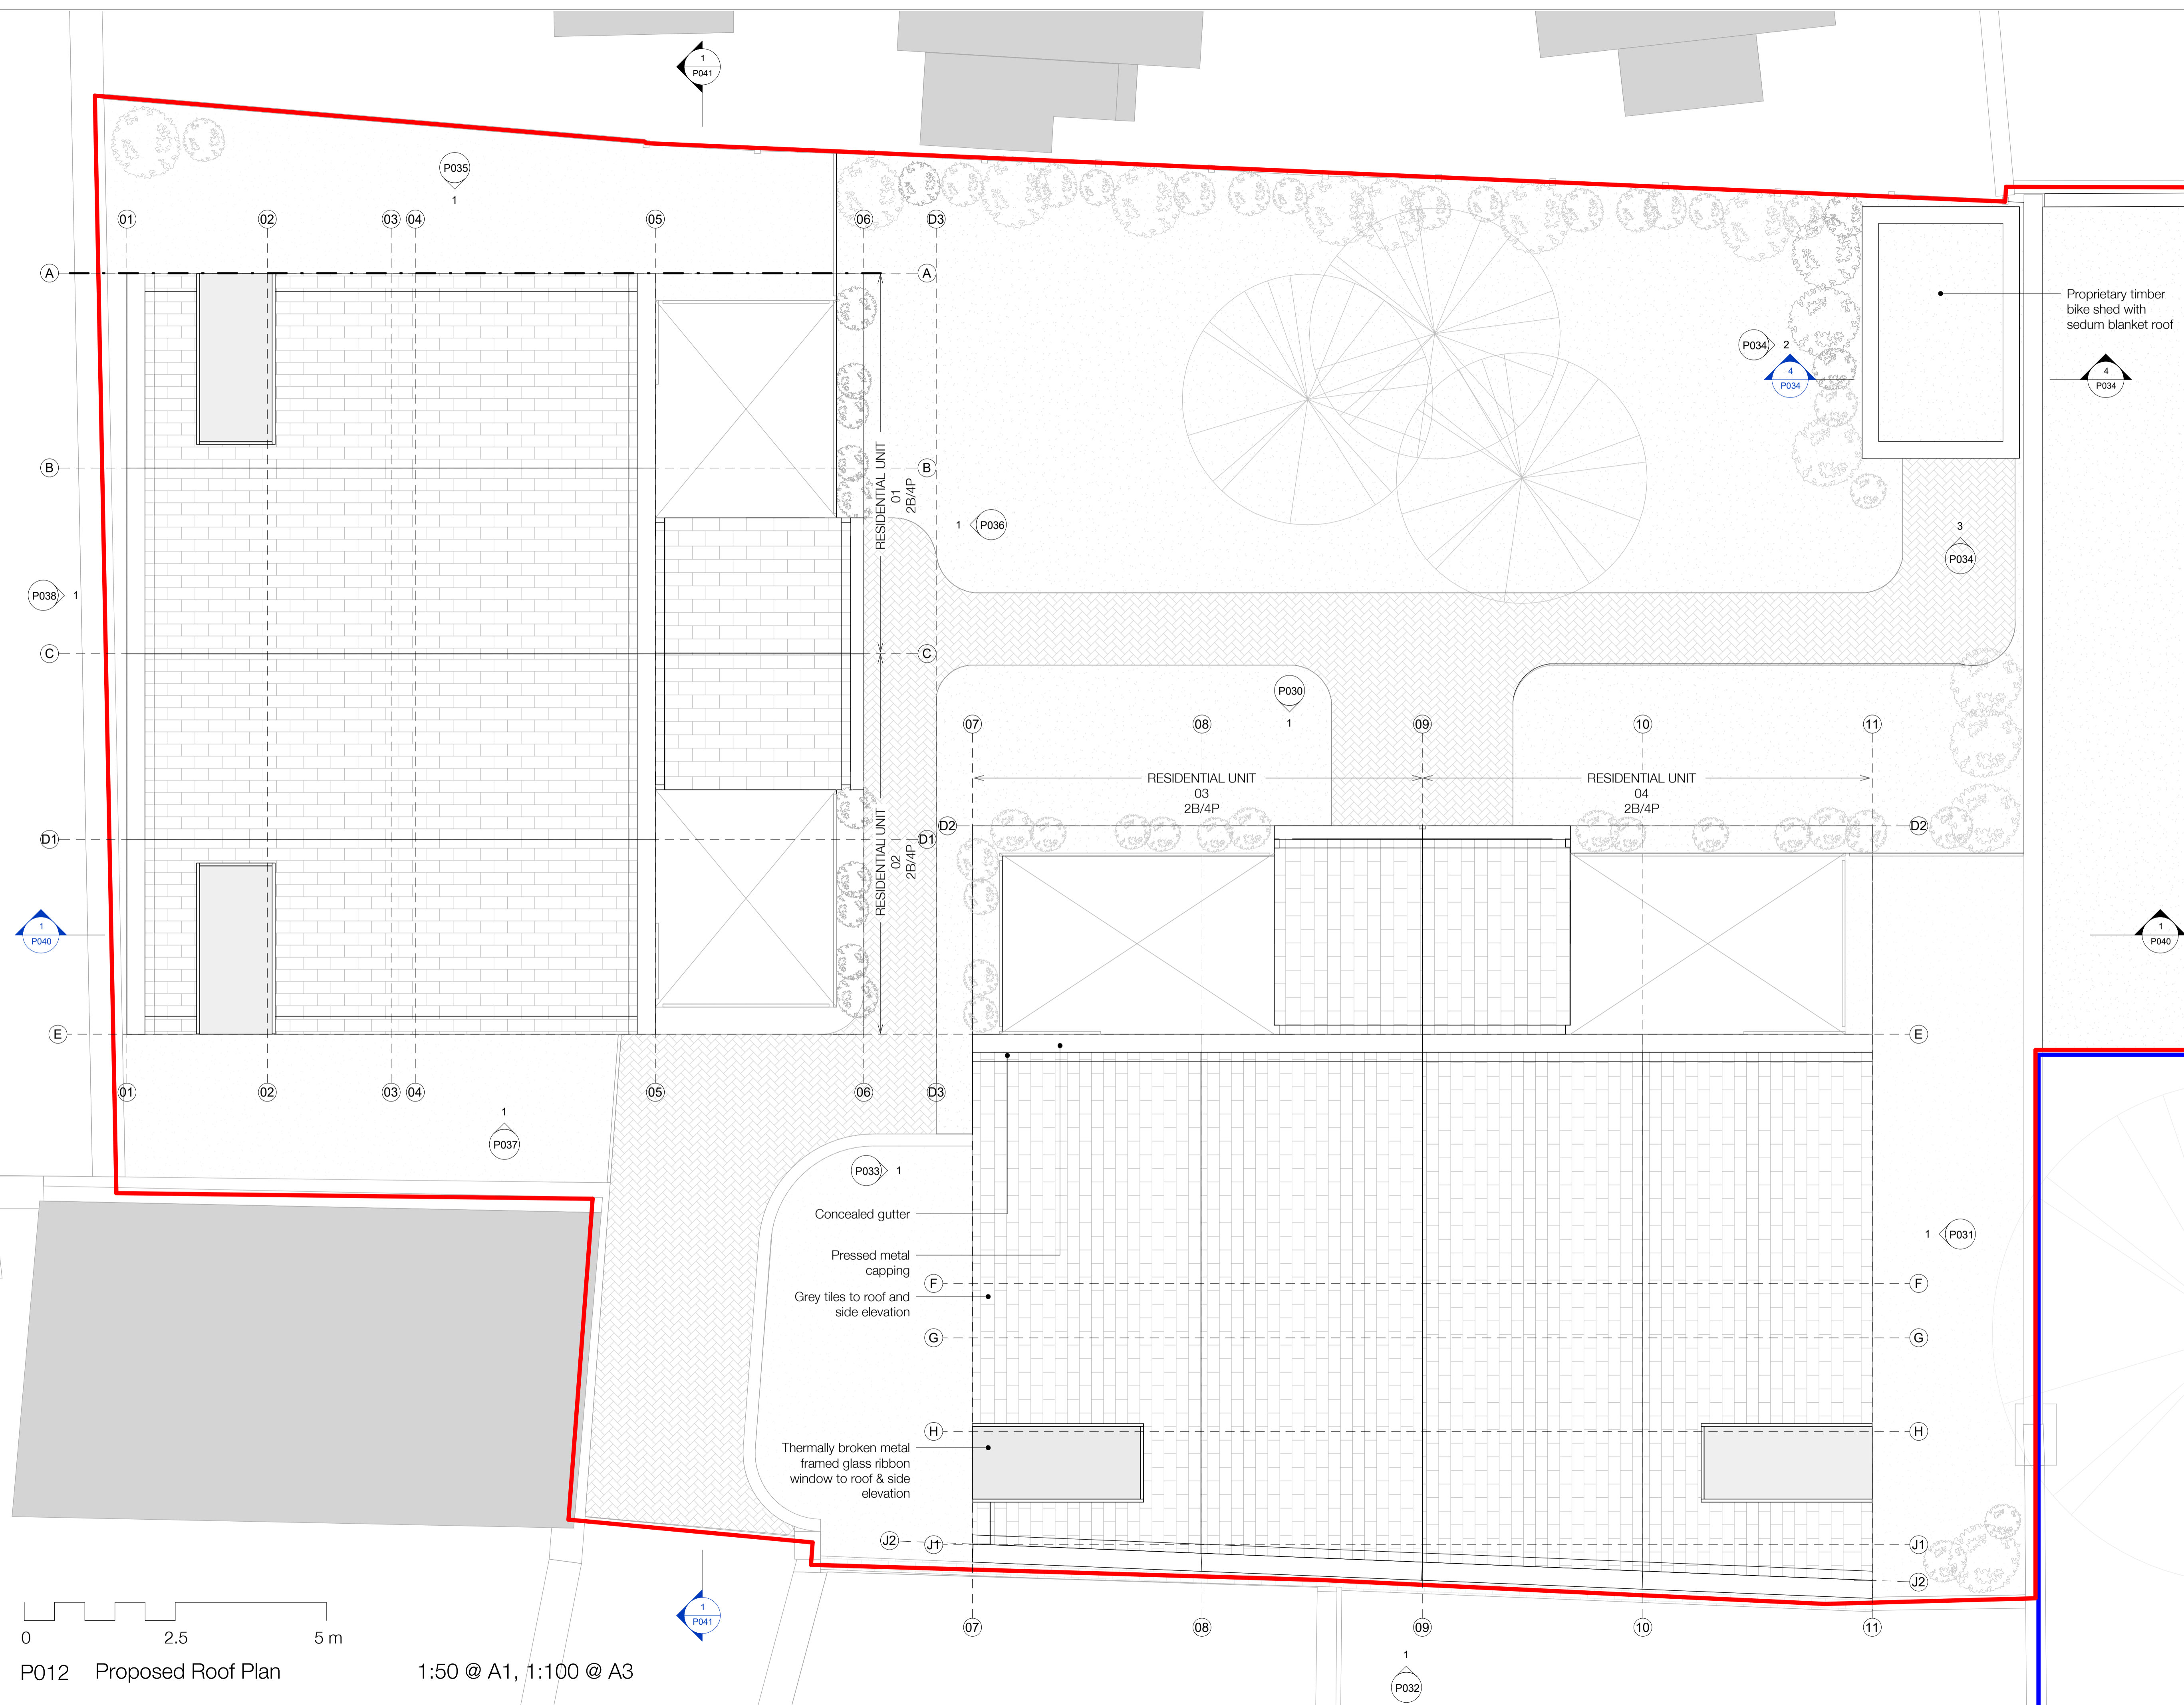 1
P041
P035
1
01
02
03
04
05
06
D3
A
A
Proprietary timber
bike shed with
sedum blanket roof
P034
2
4
P034
4
P034
B
B
RESIDENTIAL UNIT
01
2B/4P
1
P036
3
P034
P038
1
C
C
P030
1
07
08
09
10
11
RESIDENTIAL UNIT
03
2B/4P
RESIDENTIAL UNIT
04
2B/4P
D1
D1
D2
D2
RESIDENTIAL UNIT
02
2B/4P
1
P040
1
P040
E
E
01
02
03
04
05
06
D3
1
P037
P033
1
Concealed gutter
Pressed metal
capping
1
P031
F
F
Grey tiles to roof and
side elevation
G
G
H
H
Thermally broken metal
framed glass ribbon
window to roof & side
elevation
J2
J1
J1
J2
1
P041
07
08
09
10
11
0
2.5
5 m
1
P032
P012 Proposed Roof Plan 1:50 @ A1, 1:100 @ A3